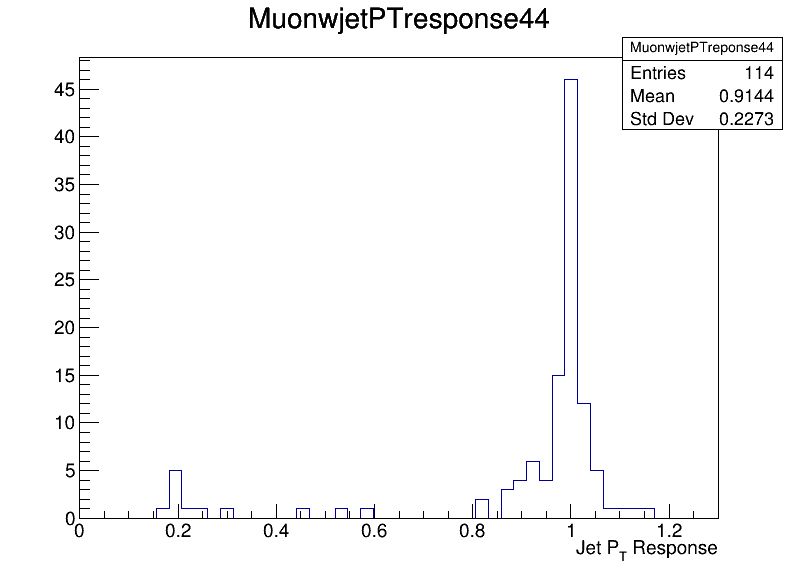 MuonwjetPTresponse44
MuonwjetPTreponse44
Entries 114
Mean 0.9144
Std Dev 0.2273
45
40
35
30
25
20
15
10
5
0
0 0.2 0.4 0.6 0.8 1 1.2
Jet P_T Response